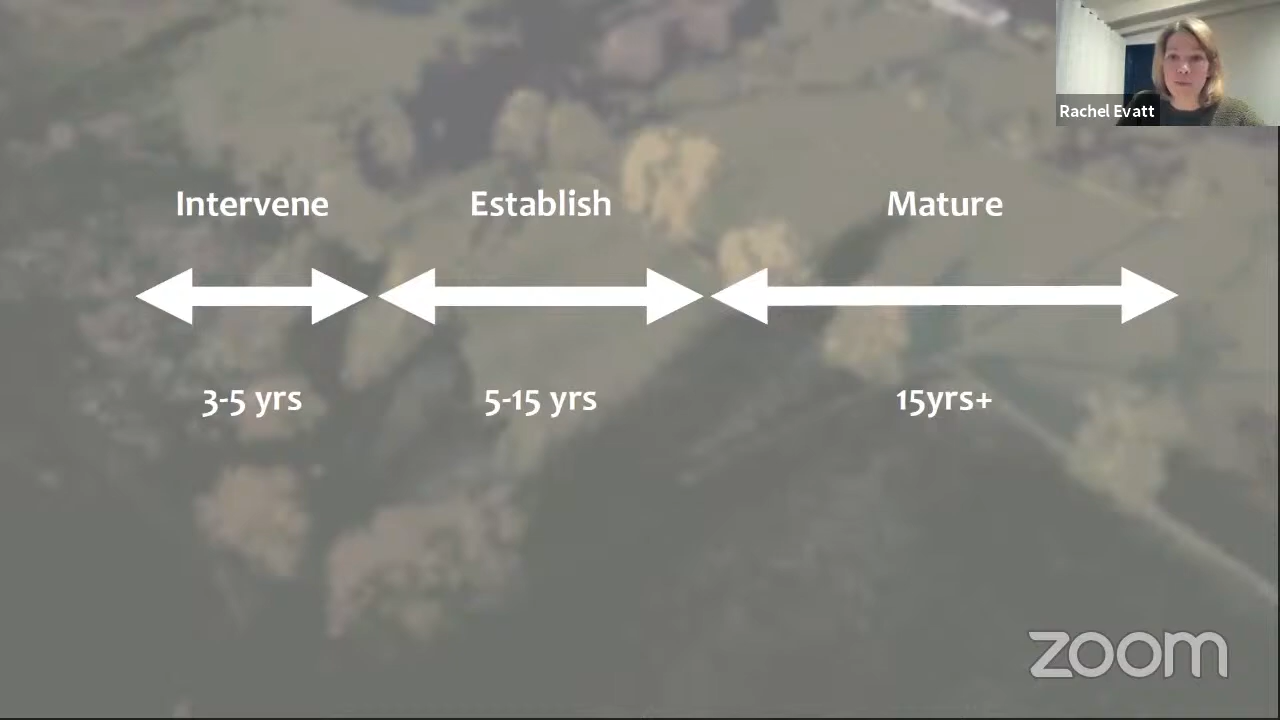 Rachel Evatt
Intervene
Establish
Mature
3-5 yrs
5-15 yrs
15yrs+
zoom